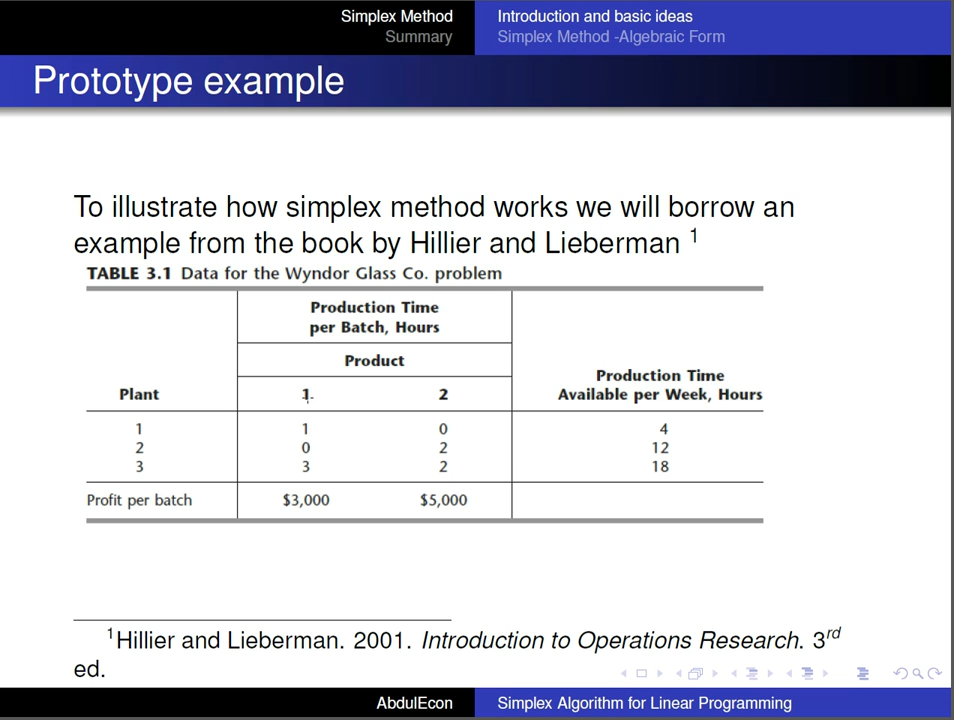 Simplex Method
Summary
Introduction and basic ideas
Simplex Method -Algebraic Form
Prototype example
To illustrate how simplex method works we will borrow an
example from the book by Hillier and Lieberman 1
TABLE 3.1 Data for the Wyndor Glass Co. problem
Production Time
per Batch, Hours
Product
Production Time
Plant 1 2 Available per Week, Hours
1 1 0 4
2 0 2 12
3 3 2 18
Profit per batch $3,000 $5,000
1Hillier and Lieberman. 2001. Introduction to Operations Research. 3rd
ed.
AbdulEcon Simplex Algorithm for Linear Programming